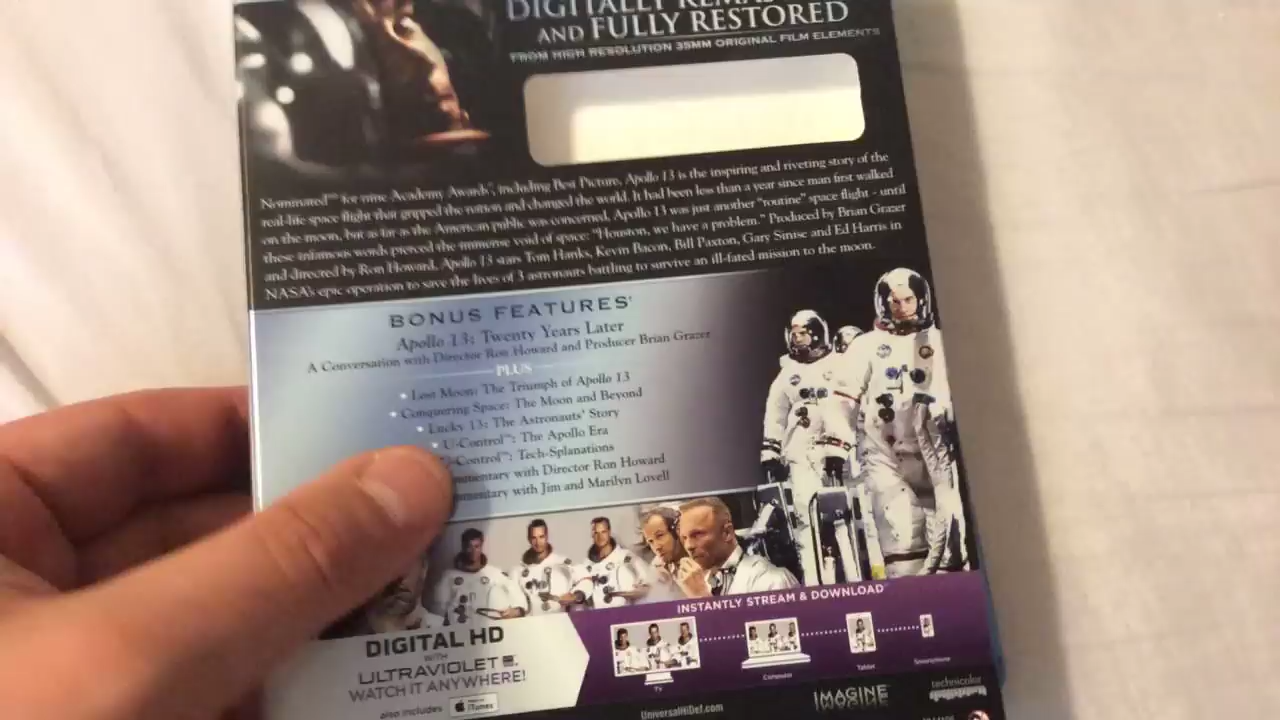 DIGITALLY
AND FULLY RESTORED
FROM HIGH RESOLUTION 35MM ORIGINAL FILM ELEMENTS
Nominated™ for nine Academy Awards®, including Best Picture, Apollo 13 is the inspiring and riveting story of the
real-life space flight that gripped the nation and changed the world. It had been less than a year since man first walked
on the moon, but as far as the American public was concerned, Apollo 13 was just another "routine" space flight - until
these infamous words pierced the immense void of space: "Houston, we have a problem." Produced by Brian Grazer
and directed by Ron Howard, Apollo 13 stars Tom Hanks, Kevin Bacon, Bill Paxton, Gary Sinise and Ed Harris in
NASA's epic operation to save the lives of 3 astronauts battling to survive an ill-fated mission to the moon.
BONUS FEATURES*
Apollo 13: Twenty Years Later
A Conversation with Director Ron Howard and Producer Brian Grazer
PLUS
• Lost Moon: The Triumph of Apollo 13
• Conquering Space: The Moon and Beyond
• Lucky 13: The Astronauts' Story
• U-Control™: The Apollo Era
-Control™: Tech-Splanations
mmentary with Director Ron Howard
mmentary with Jim and Marilyn Lovell
INSTANTLY STREAM & DOWNLOAD
TV
Computer
Tablet
Smartphone
DIGITAL HD
WITH
ULTRAVIOLET
WATCH IT ANYWHERE!
also includes iTunes
UniversalHiDef.com
IMAGINE
technicolor